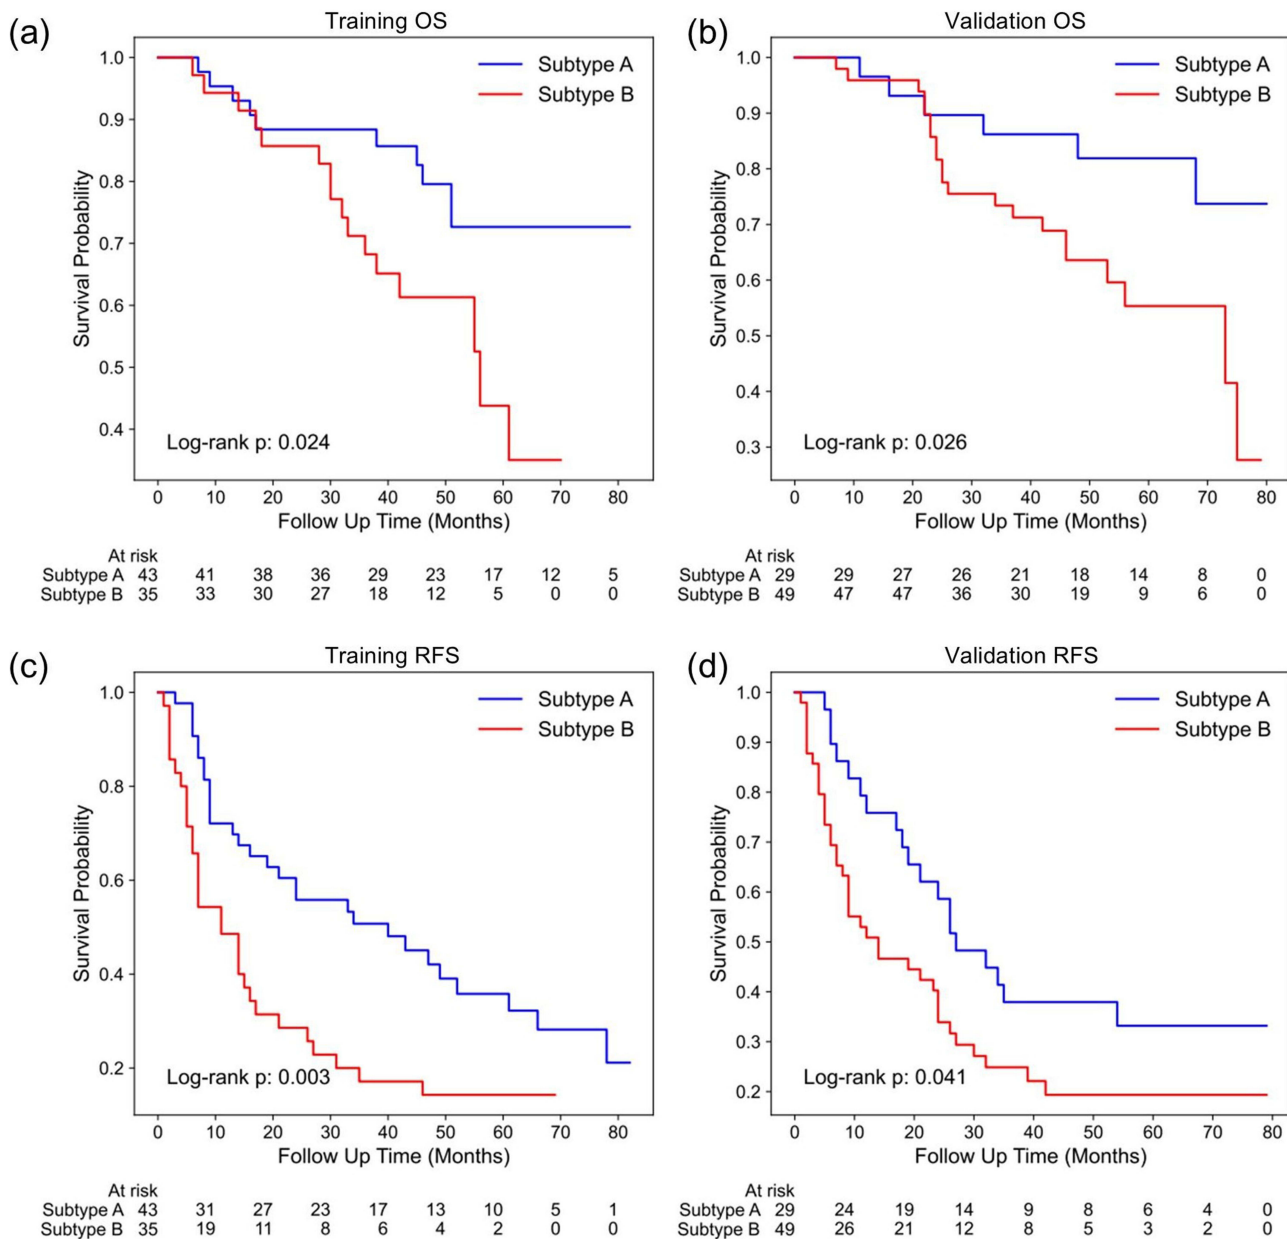 (a)
Training OS
Subtype A
Subtype B
1.0
0.9
0.8
0.7
0.6
0.5
0.4
Survival Probability
Log-rank p: 0.024
0 10 20 30 40 50 60 70 80
Follow Up Time (Months)
At risk
Subtype A 43 41 38 36 29 23 17 12 5
Subtype B 35 33 30 27 18 12 5 0 0
(b)
Validation OS
Subtype A
Subtype B
1.0
0.9
0.8
0.7
0.6
0.5
0.4
0.3
Survival Probability
Log-rank p: 0.026
0 10 20 30 40 50 60 70 80
Follow Up Time (Months)
At risk
Subtype A 29 29 27 26 21 18 14 8 0
Subtype B 49 47 47 36 30 19 9 6 0
(c)
Training RFS
Subtype A
Subtype B
1.0
0.8
0.6
0.4
0.2
Survival Probability
Log-rank p: 0.003
0 10 20 30 40 50 60 70 80
Follow Up Time (Months)
At risk
Subtype A 43 31 27 23 17 13 10 5 1
Subtype B 35 19 11 8 6 4 2 0 0
(d)
Validation RFS
Subtype A
Subtype B
1.0
0.9
0.8
0.7
0.6
0.5
0.4
0.3
0.2
Survival Probability
Log-rank p: 0.041
0 10 20 30 40 50 60 70 80
Follow Up Time (Months)
At risk
Subtype A 29 24 19 14 9 8 6 4 0
Subtype B 49 26 21 12 8 5 3 2 0